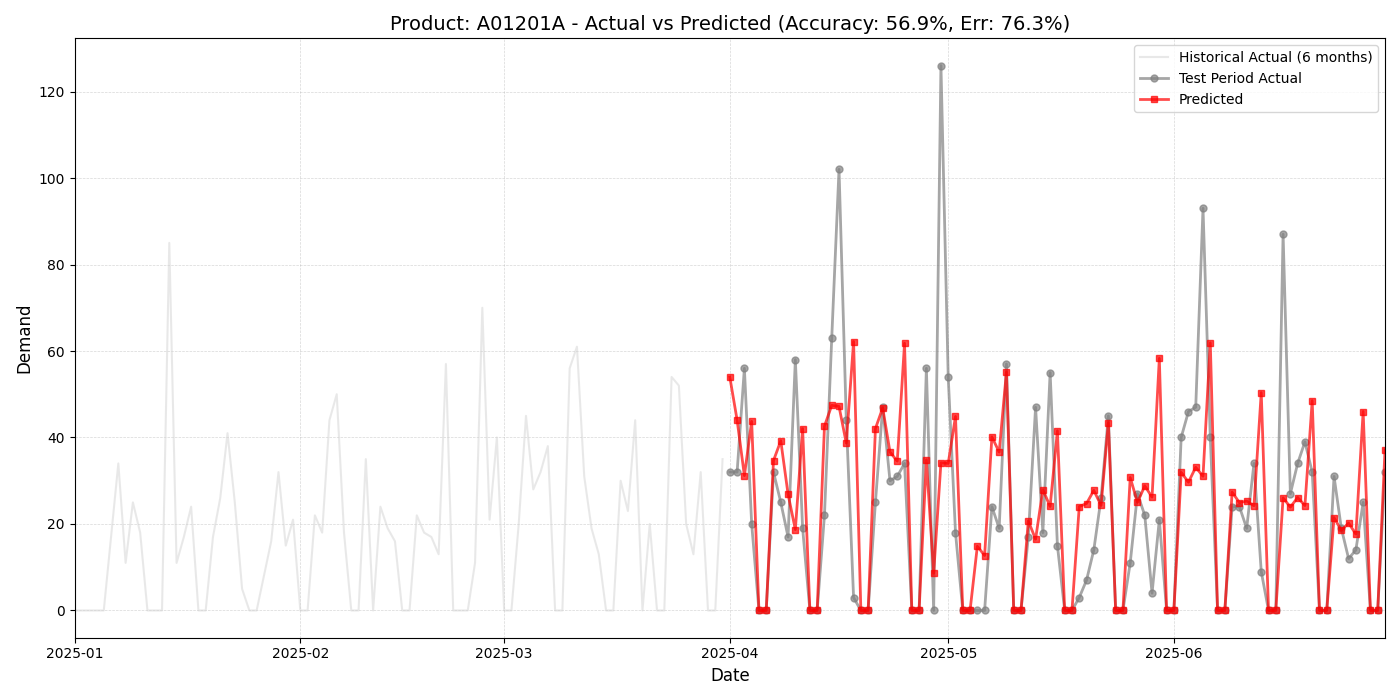 Product: A01201A - Actual vs Predicted (Accuracy: 56.9%, Err: 76.3%)
Historical Actual (6 months)
Test Period Actual
Predicted
Demand
120
100
80
60
40
20
0
2025-01
2025-02
2025-03
2025-04
2025-05
2025-06
Date